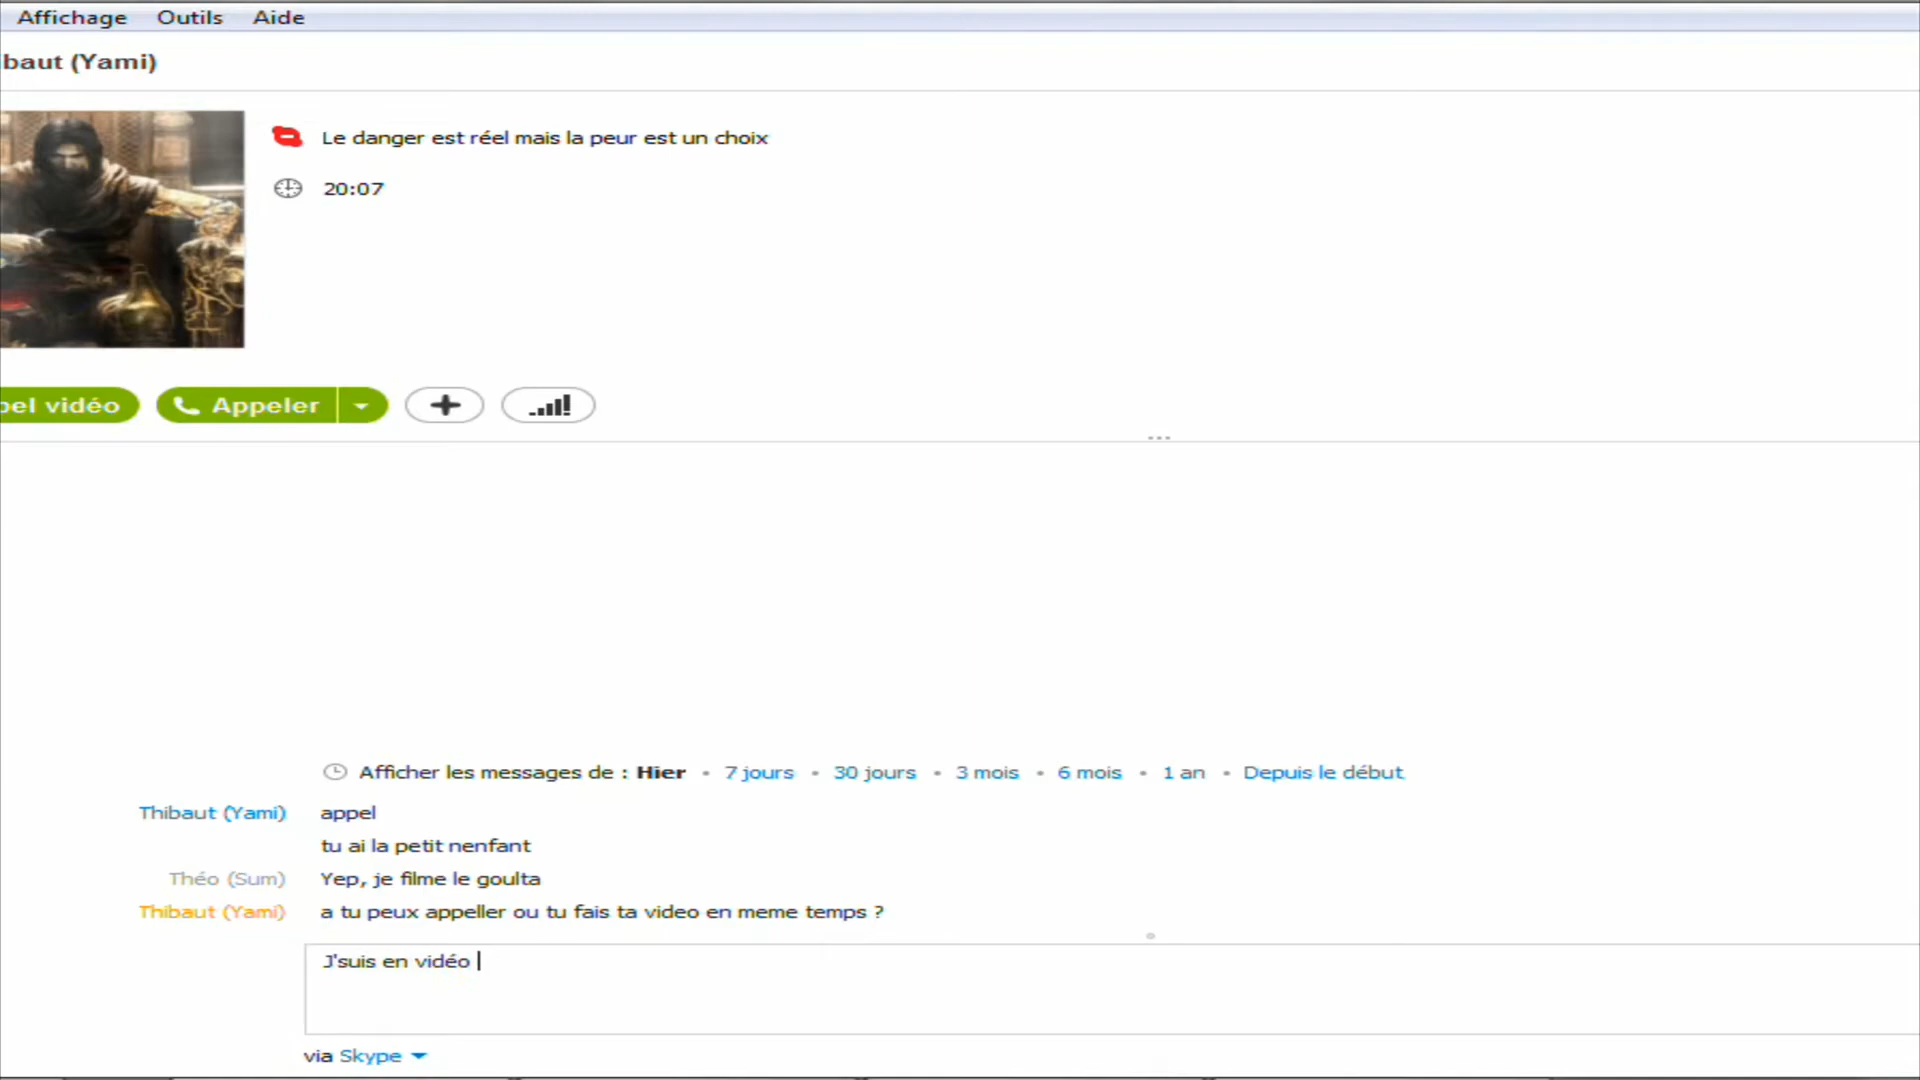 Affichage Outils Aide
baut (Yami)
Le danger est réel mais la peur est un choix
20:07
pel vidéo Appeler
Afficher les messages de : Hier • 7 jours • 30 jours • 3 mois • 6 mois • 1 an • Depuis le début
Thibaut (Yami) appel
tu ai la petit nenfant
Théo (Sum) Yep, je filme le goulta
Thibaut (Yami) a tu peux appeller ou tu fais ta video en meme temps ?
J'suis en vidéo
via Skype